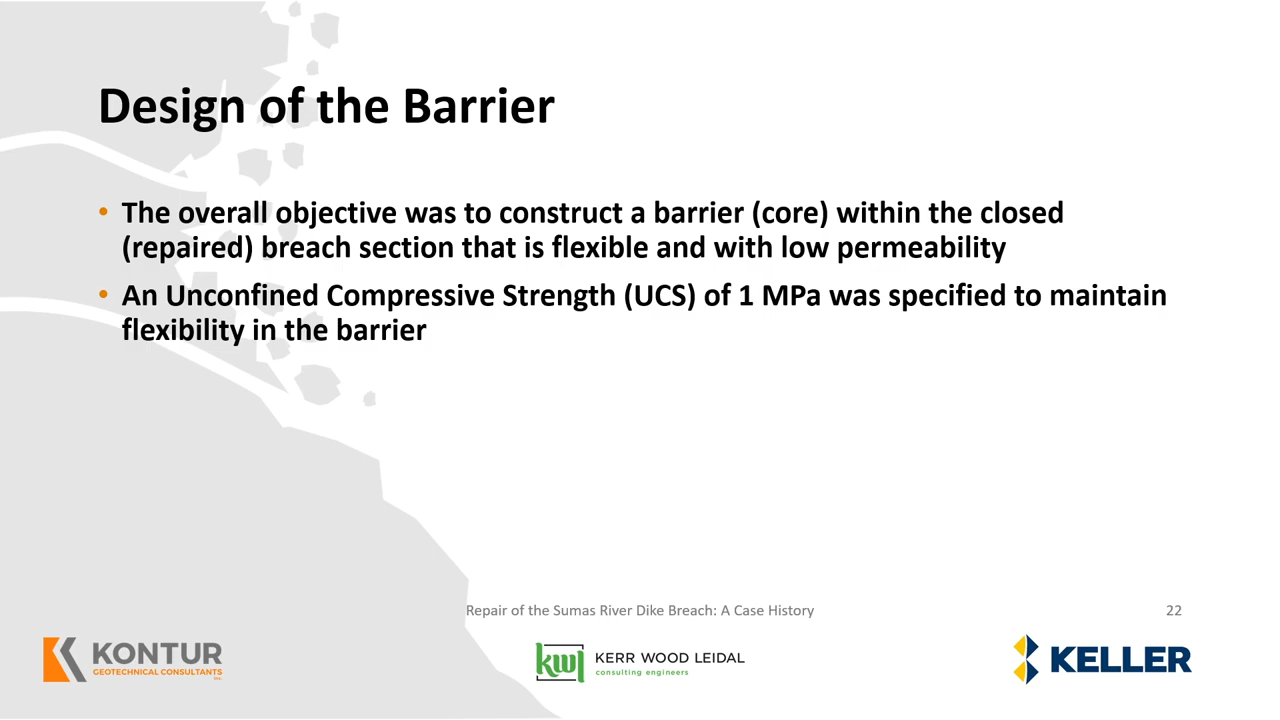 Design of the Barrier
• The overall objective was to construct a barrier (core) within the closed
(repaired) breach section that is flexible and with low permeability
• An Unconfined Compressive Strength (UCS) of 1 MPa was specified to maintain
flexibility in the barrier
Repair of the Sumas River Dike Breach: A Case History
22
KONTUR
GEOTECHNICAL CONSULTANTS
INC.
kwl
KERR WOOD LEIDAL
consulting engineers
KELLER